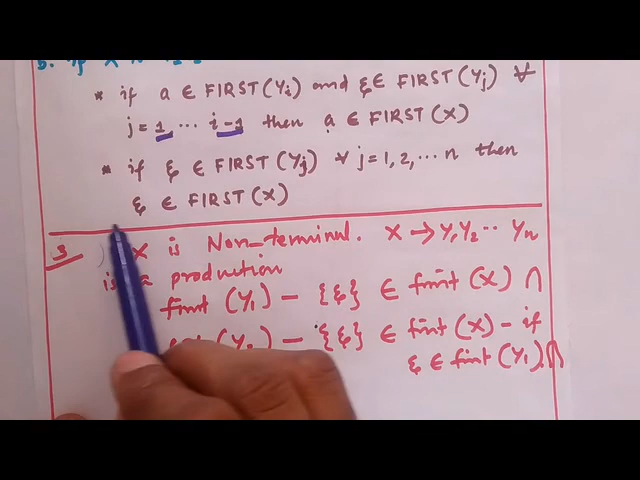 * if a ∈ FIRST(Yi) and ξ ∈ FIRST(Yj) ∀
j = 1 ... i-1 then a ∈ FIRST(X)
* if ξ ∈ FIRST(Yj) ∀ j = 1, 2, ... n then
ξ ∈ FIRST(X)
3 ) X is Non-terminal. X → Y1 Y2 .. Yn
is a production
first (Y1) - {ξ} ∈ first (X) ∩
- {ξ} ∈ first (X) - if
ξ ∈ first (Y1). ∩